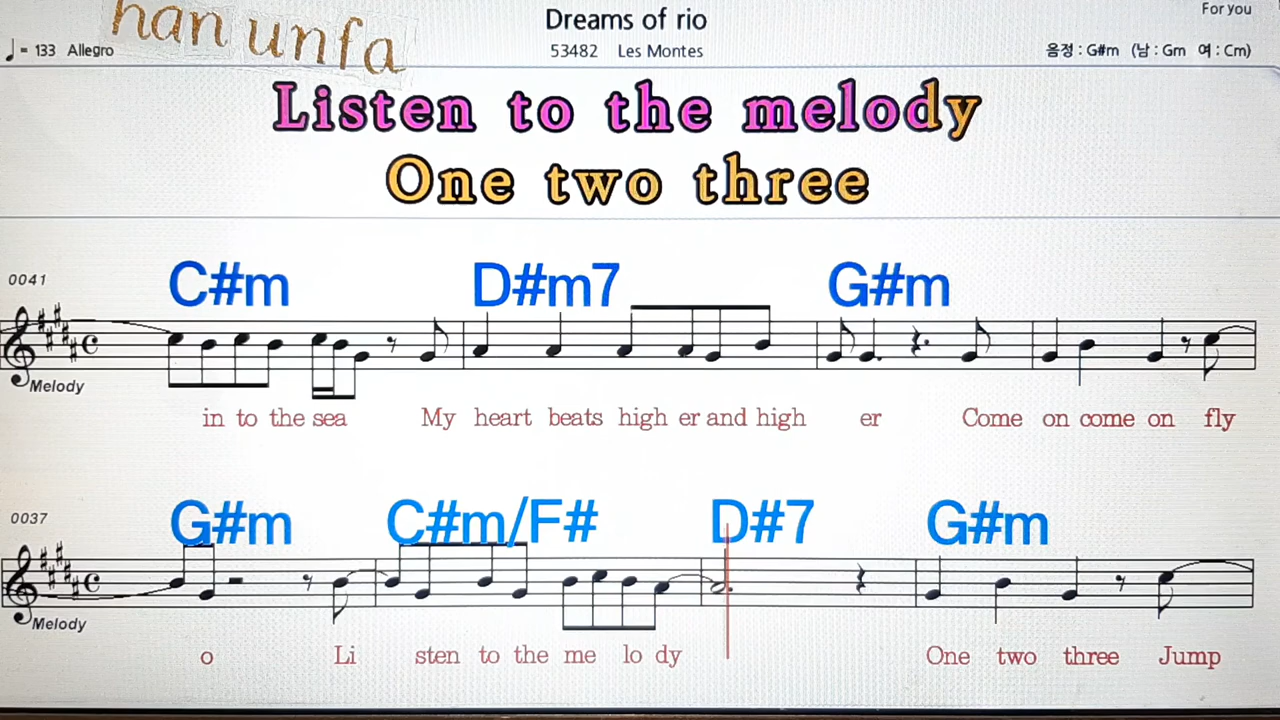 han unfa
Dreams of rio
For you
♩ = 133 Allegro
53482 Les Montes
음정 : G#m (남 : Gm 여 : Cm)
Listen to the melody
One two three
0041
C#m D#m7 G#m
Melody
in to the sea My heart beats high er and high er Come on come on fly
0037
G#m C#m/F# D#7 G#m
Melody
o Li sten to the me lo dy One two three Jump